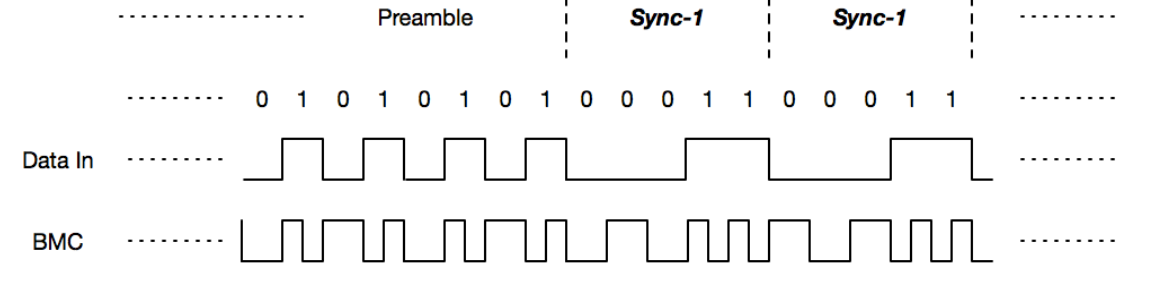 Preamble Sync-1 Sync-1
0 1 0 1 0 1 0 1 0 0 0 1 1 0 0 0 1 1
Data In
BMC